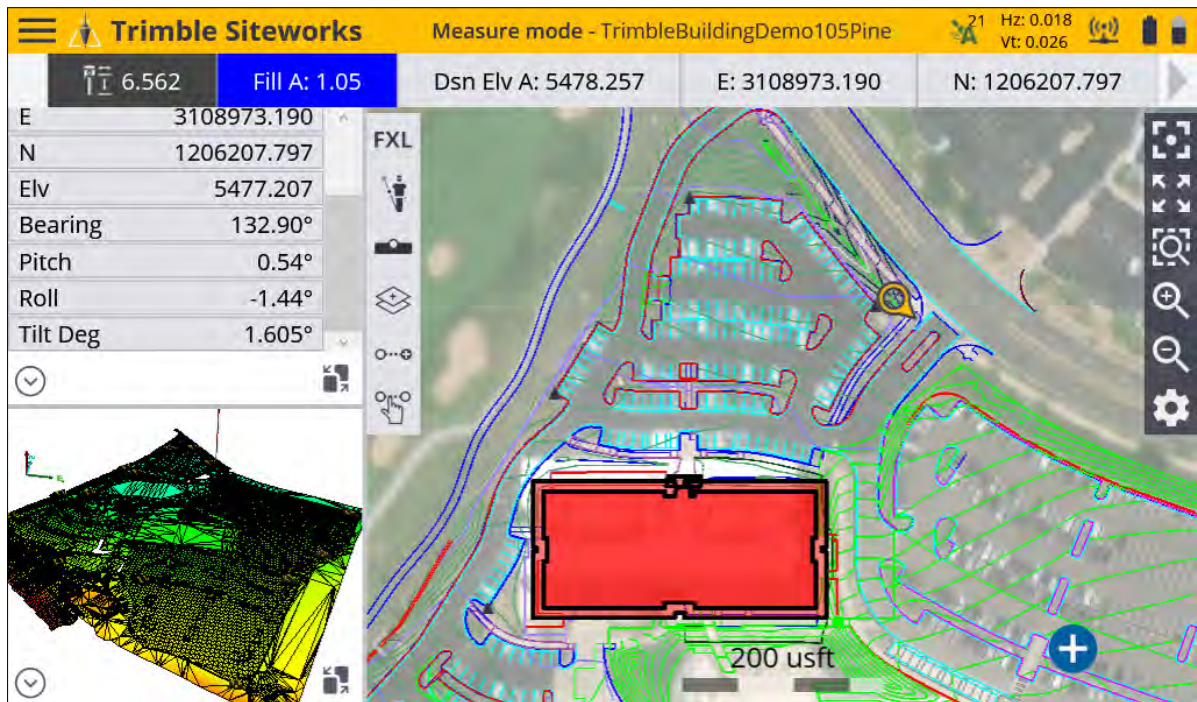 Trimble Siteworks
Measure mode - TrimbleBuildingDemo105Pine
21
Hz: 0.018
Vt: 0.026
6.562
Fill A: 1.05
Dsn Elv A: 5478.257
E: 3108973.190
N: 1206207.797
E 3108973.190
N 1206207.797
Elv 5477.207
Bearing 132.90°
Pitch 0.54°
Roll -1.44°
Tilt Deg 1.605°
FXL
200 usft